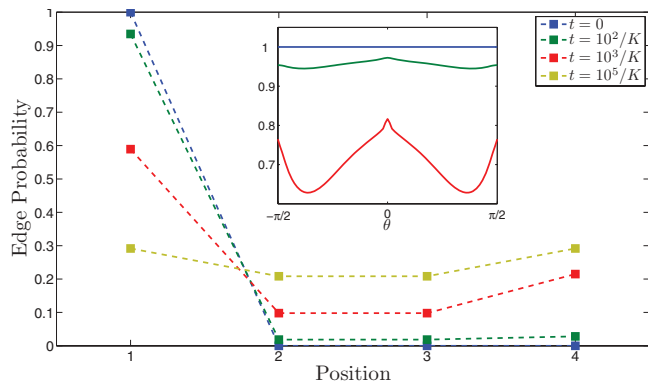 1
0.9
0.8
0.7
0.6
0.5
0.4
0.3
0.2
0.1
0
Edge Probability
1 2 3 4
Position
1
0.9
0.8
0.7
−π/2 0 π/2
θ
t = 0
t = 10²/K
t = 10³/K
t = 10⁵/K